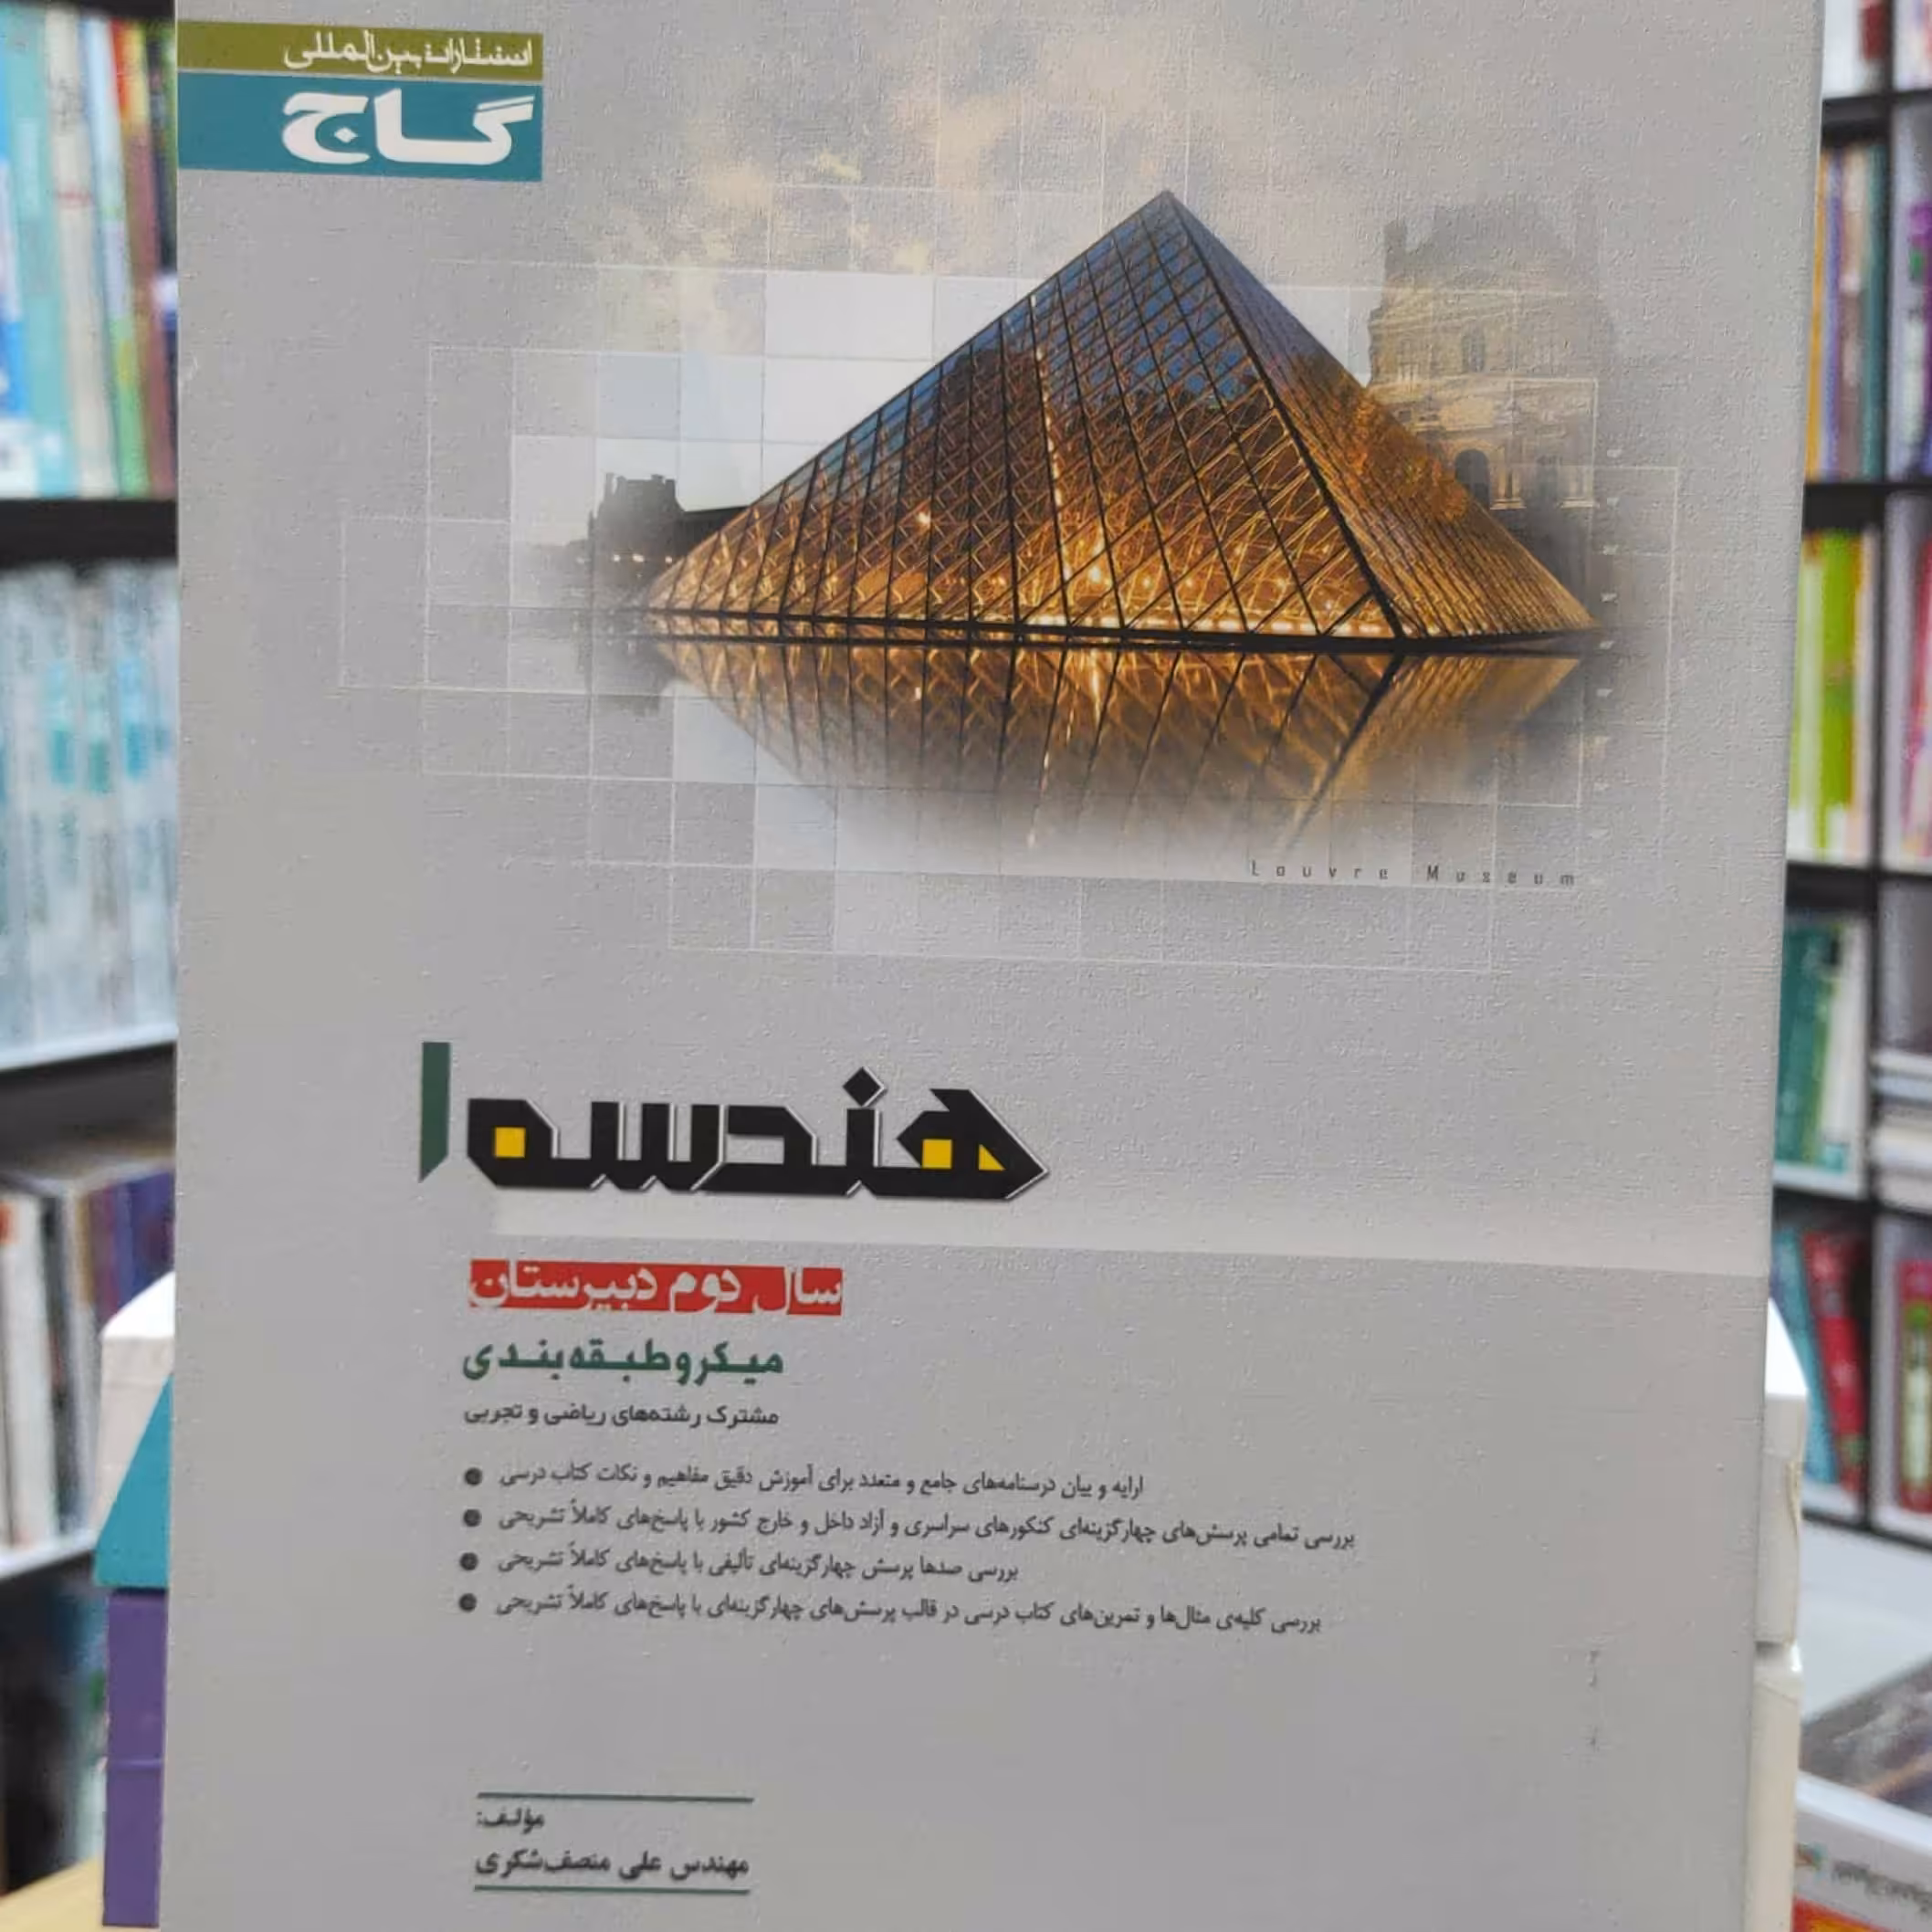 انتشارات بین‌المللی
گاج
Louvre Museum
هندسه ۱
سال دوم دبیرستان
میکرو طبقه‌بندی
مشترک رشته‌های ریاضی و تجربی
● ارایه و بیان درسنامه‌های جامع و متعدد برای آموزش دقیق مفاهیم و نکات کتاب درسی
● بررسی تمامی پرسش‌های چهارگزینه‌ای کنکورهای سراسری و آزاد داخل و خارج کشور با پاسخ‌های کاملاً تشریحی
● بررسی صدها پرسش چهارگزینه‌ای تألیفی با پاسخ‌های کاملاً تشریحی
● بررسی کلیه‌ی مثال‌ها و تمرین‌های کتاب درسی در قالب پرسش‌های چهارگزینه‌ای با پاسخ‌های کاملاً تشریحی
مؤلف:
مهندس علی منصف‌شکری